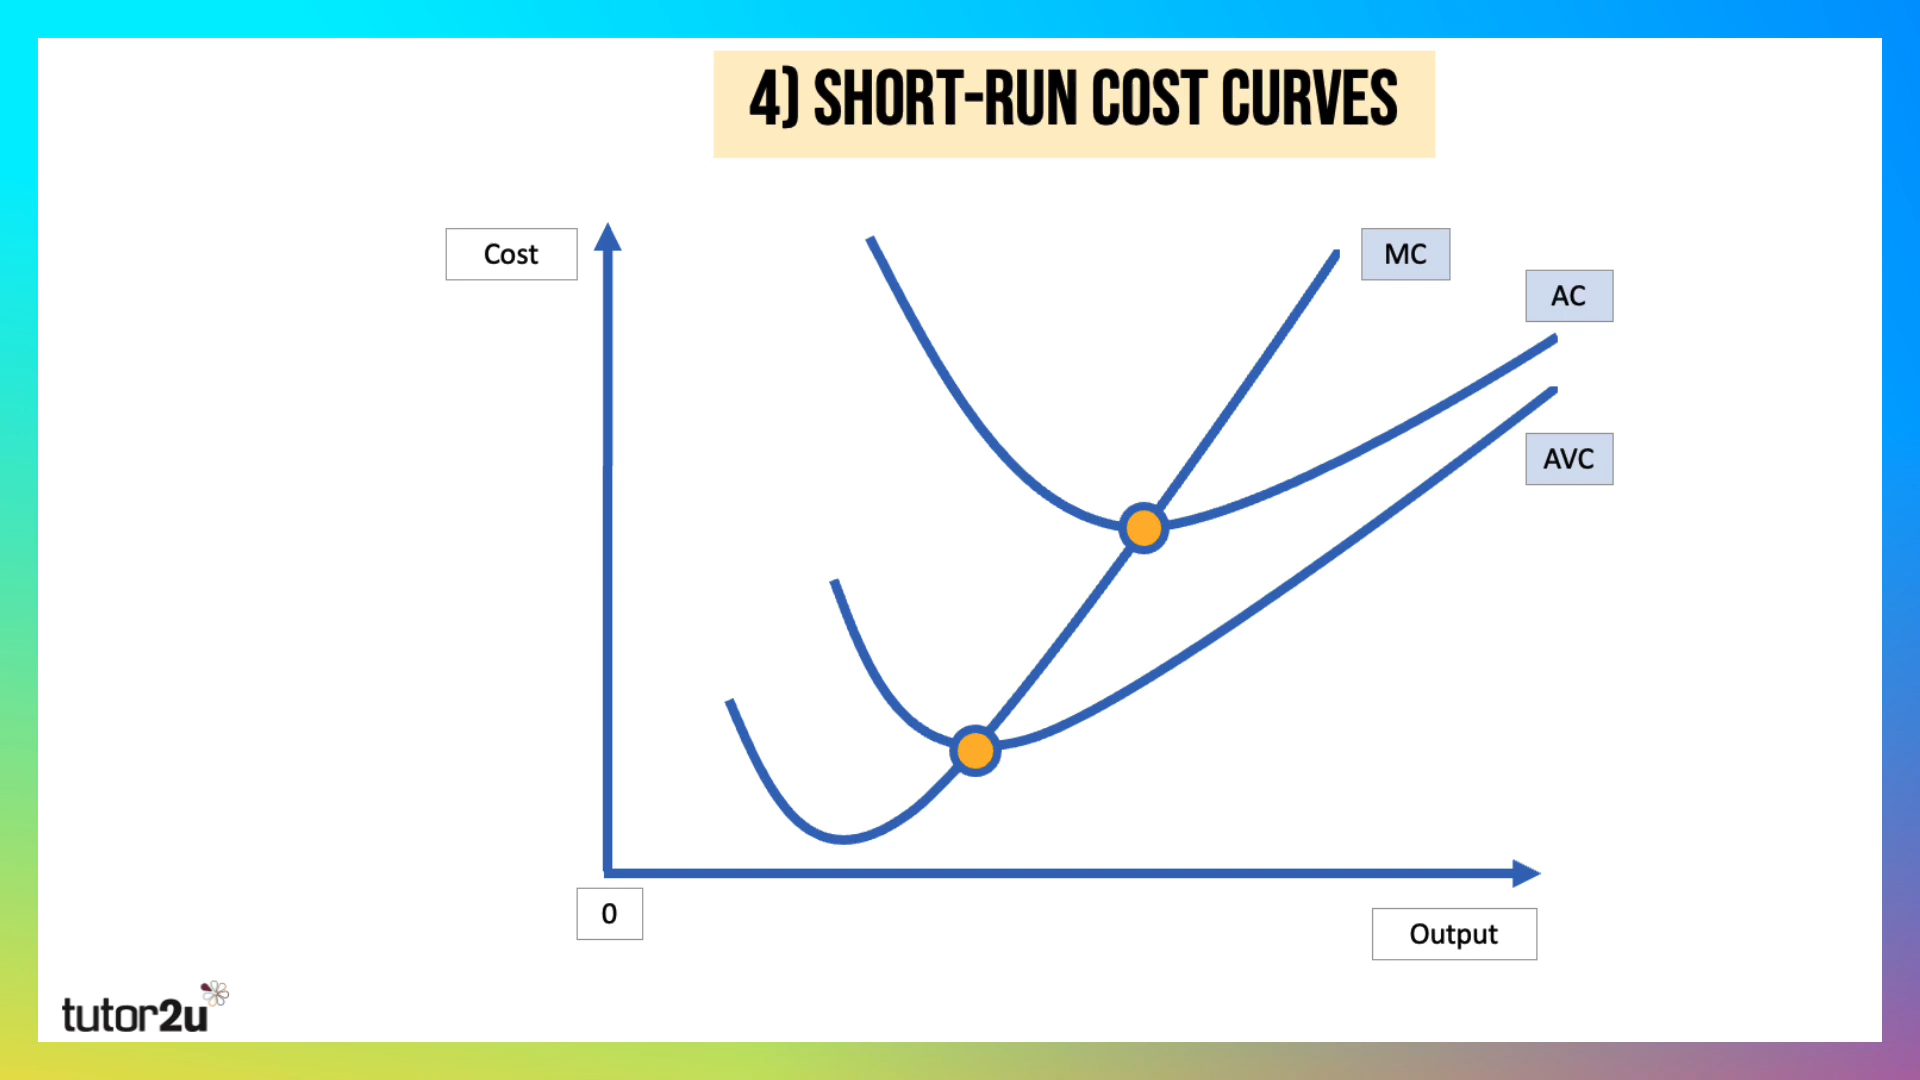 4) SHORT-RUN COST CURVES
Cost
MC
AC
AVC
0
Output
tutor2u